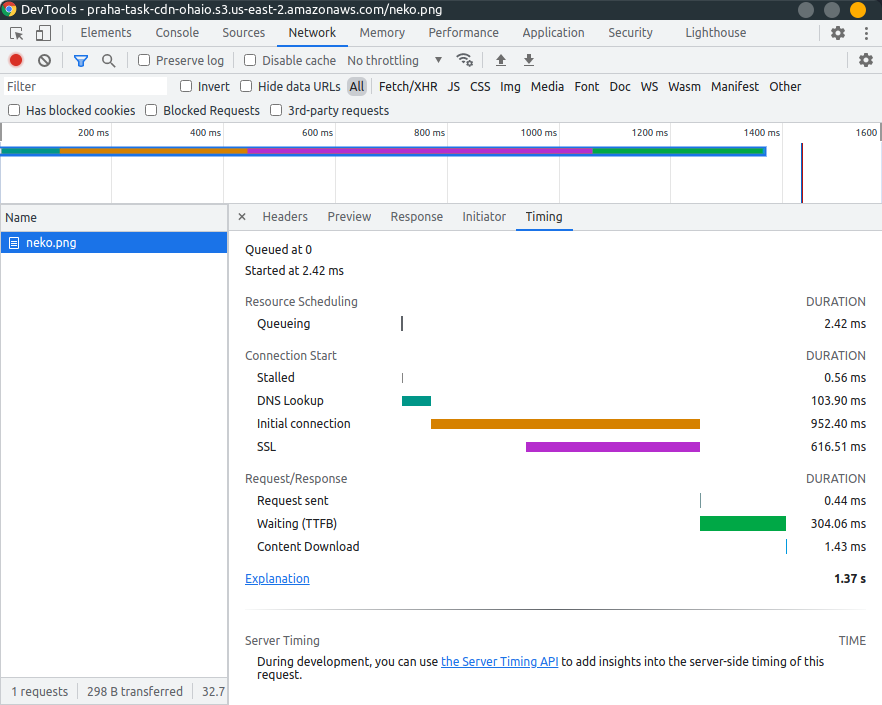 DevTools - praha-task-cdn-ohaio.s3.us-east-2.amazonaws.com/neko.png
Elements Console Sources Network Memory Performance Application Security Lighthouse
Preserve log Disable cache No throttling
Filter Invert Hide data URLs All Fetch/XHR JS CSS Img Media Font Doc WS Wasm Manifest Other
Has blocked cookies Blocked Requests 3rd-party requests
200 ms 400 ms 600 ms 800 ms 1000 ms 1200 ms 1400 ms 1600
Name
neko.png
× Headers Preview Response Initiator Timing
Queued at 0
Started at 2.42 ms
Resource Scheduling DURATION
Queueing 2.42 ms
Connection Start DURATION
Stalled 0.56 ms
DNS Lookup 103.90 ms
Initial connection 952.40 ms
SSL 616.51 ms
Request/Response DURATION
Request sent 0.44 ms
Waiting (TTFB) 304.06 ms
Content Download 1.43 ms
Explanation 1.37 s
Server Timing TIME
During development, you can use the Server Timing API to add insights into the server-side timing of this
request.
1 requests 298 B transferred 32.7